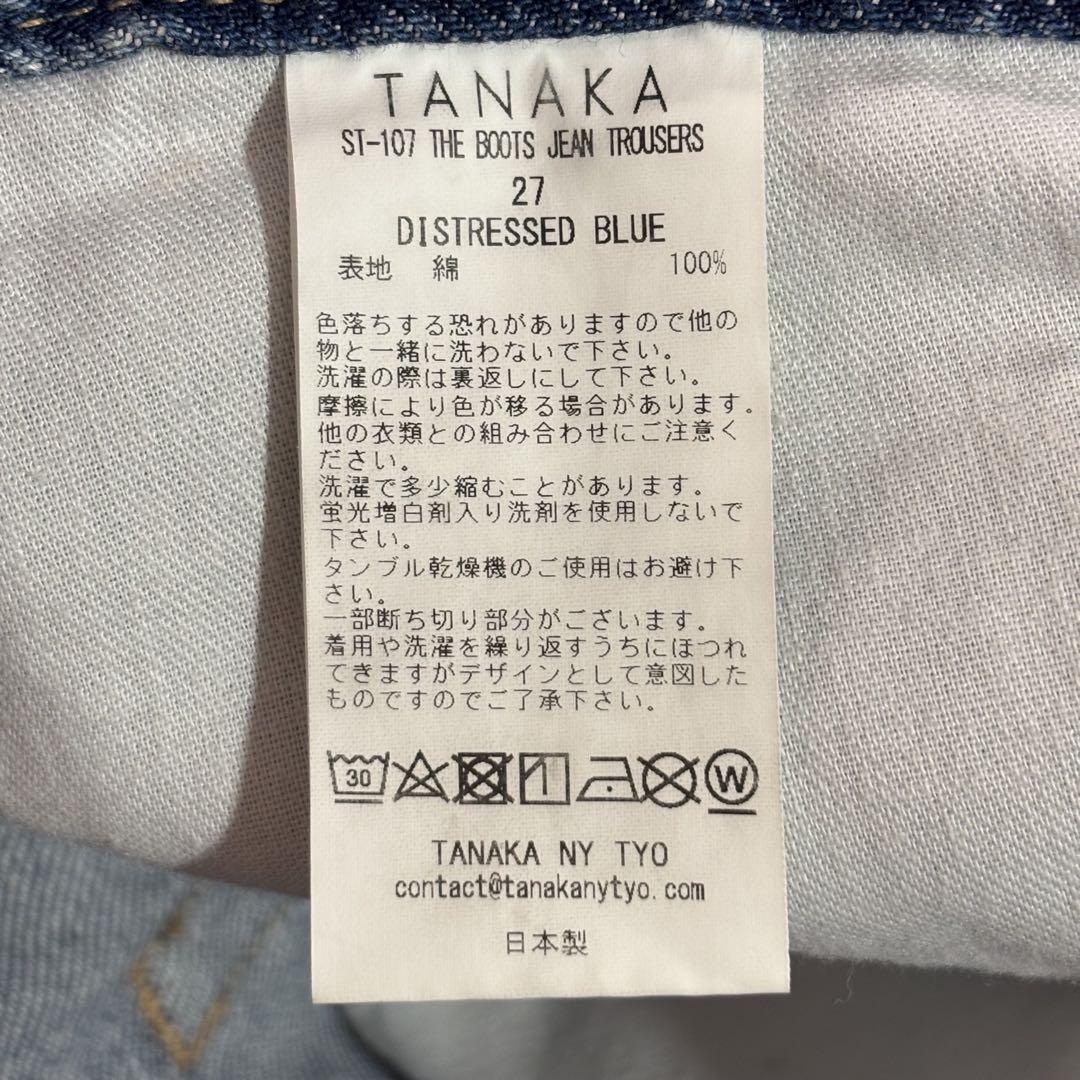 TANAKA
ST-107 THE BOOTS JEAN TROUSERS
27
DISTRESSED BLUE
表地 綿 100%
色落ちする恐れがありますので他の
物と一緒に洗わないで下さい。
洗濯の際は裏返しにして下さい。
摩擦により色が移る場合があります。
他の衣類との組み合わせにご注意く
ださい。
洗濯で多少縮むことがあります。
蛍光増白剤入り洗剤を使用しないで
下さい。
タンブル乾燥機のご使用はお避け下
さい。
一部断ち切り部分がございます。
着用や洗濯を繰り返すうちにほつれ
てきますがデザインとして意図した
ものですのでご了承下さい。
30 W
TANAKA NY TYO
contact@tanakanytyo.com
日本製